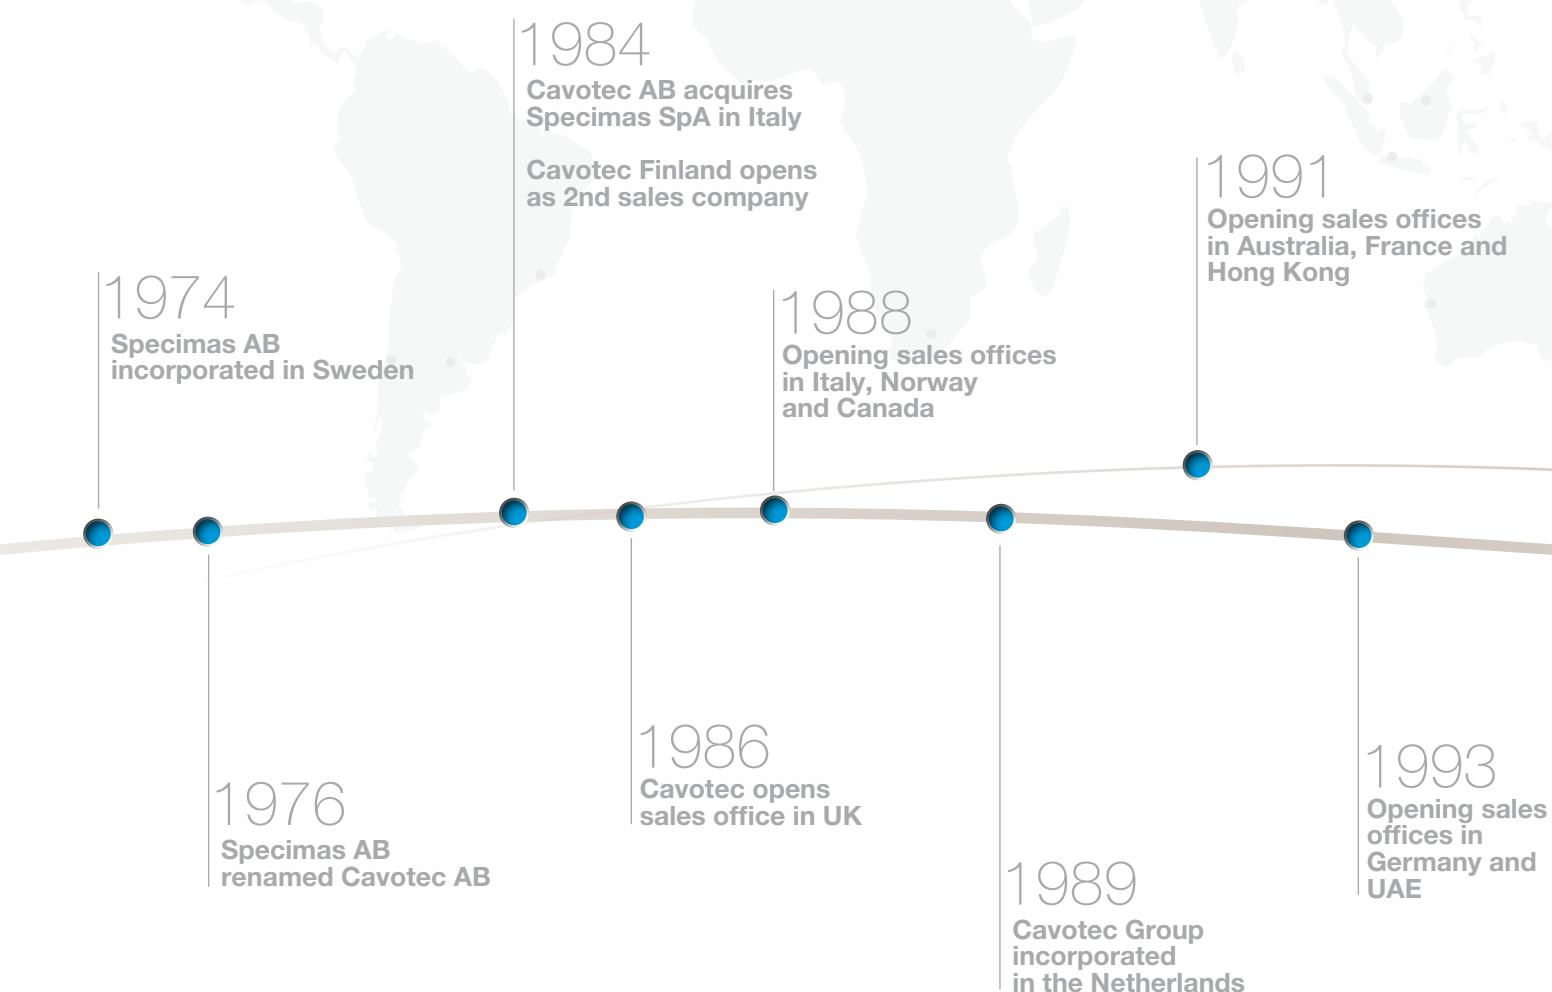 1974
Specimas AB
incorporated in Sweden
1976
Specimas AB
renamed Cavotec AB
1984
Cavotec AB acquires
Specimas SpA in Italy
Cavotec Finland opens
as 2nd sales company
1986
Cavotec opens
sales office in UK
1988
Opening sales offices
in Italy, Norway
and Canada
1989
Cavotec Group
incorporated
in the Netherlands
1991
Opening sales offices
in Australia, France and
Hong Kong
1993
Opening sales
offices in
Germany and
UAE